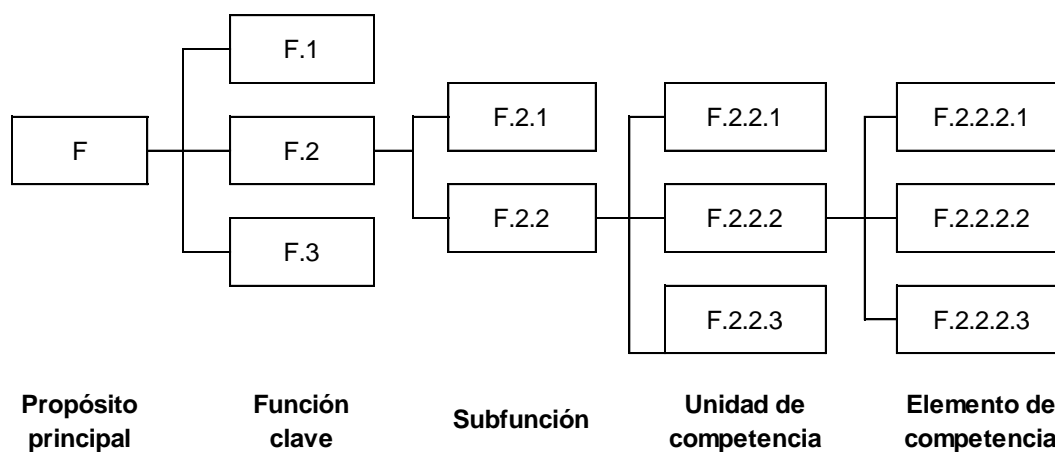 F
F.1
F.2
F.3
F.2.1
F.2.2
F.2.2.1
F.2.2.2
F.2.2.3
F.2.2.2.1
F.2.2.2.2
F.2.2.2.3
Propósito
principal
Función
clave
Subfunción
Unidad de
competencia
Elemento de
competencia